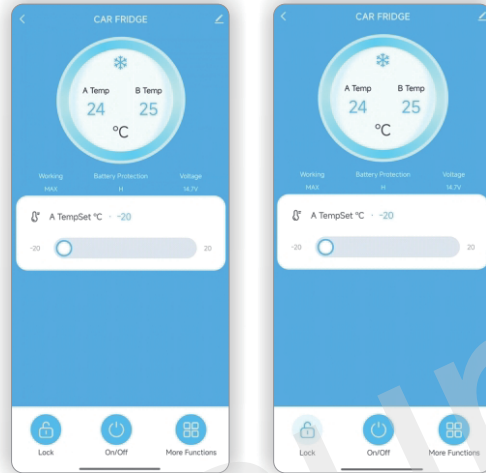 CAR FRIDGE
A Temp B Temp
24 25
°C
Working Battery Protection Voltage
MAX H 14.7V
A TempSet °C · -20
-20 20
Lock On/Off More Functions
CAR FRIDGE
A Temp B Temp
24 25
°C
Working Battery Protection Voltage
MAX H 14.7V
A TempSet °C · -20
-20 20
Lock On/Off More Functions